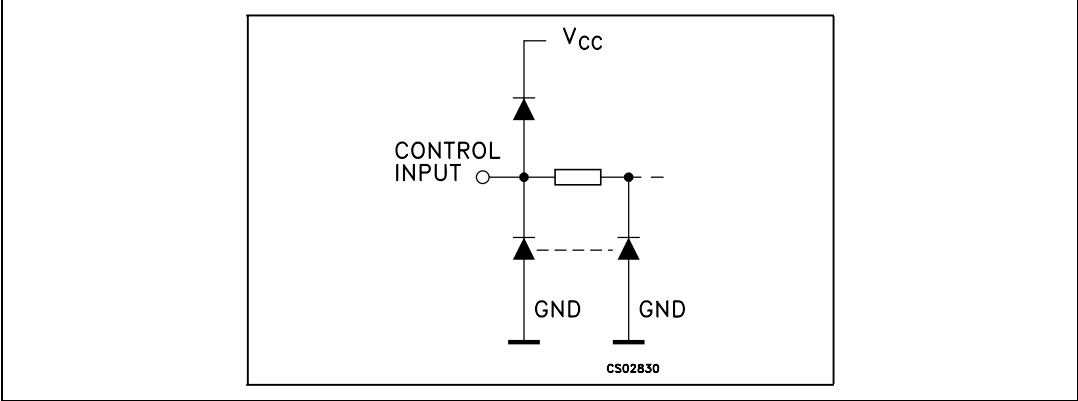 VCC
CONTROL
INPUT
GND
GND
CS02830